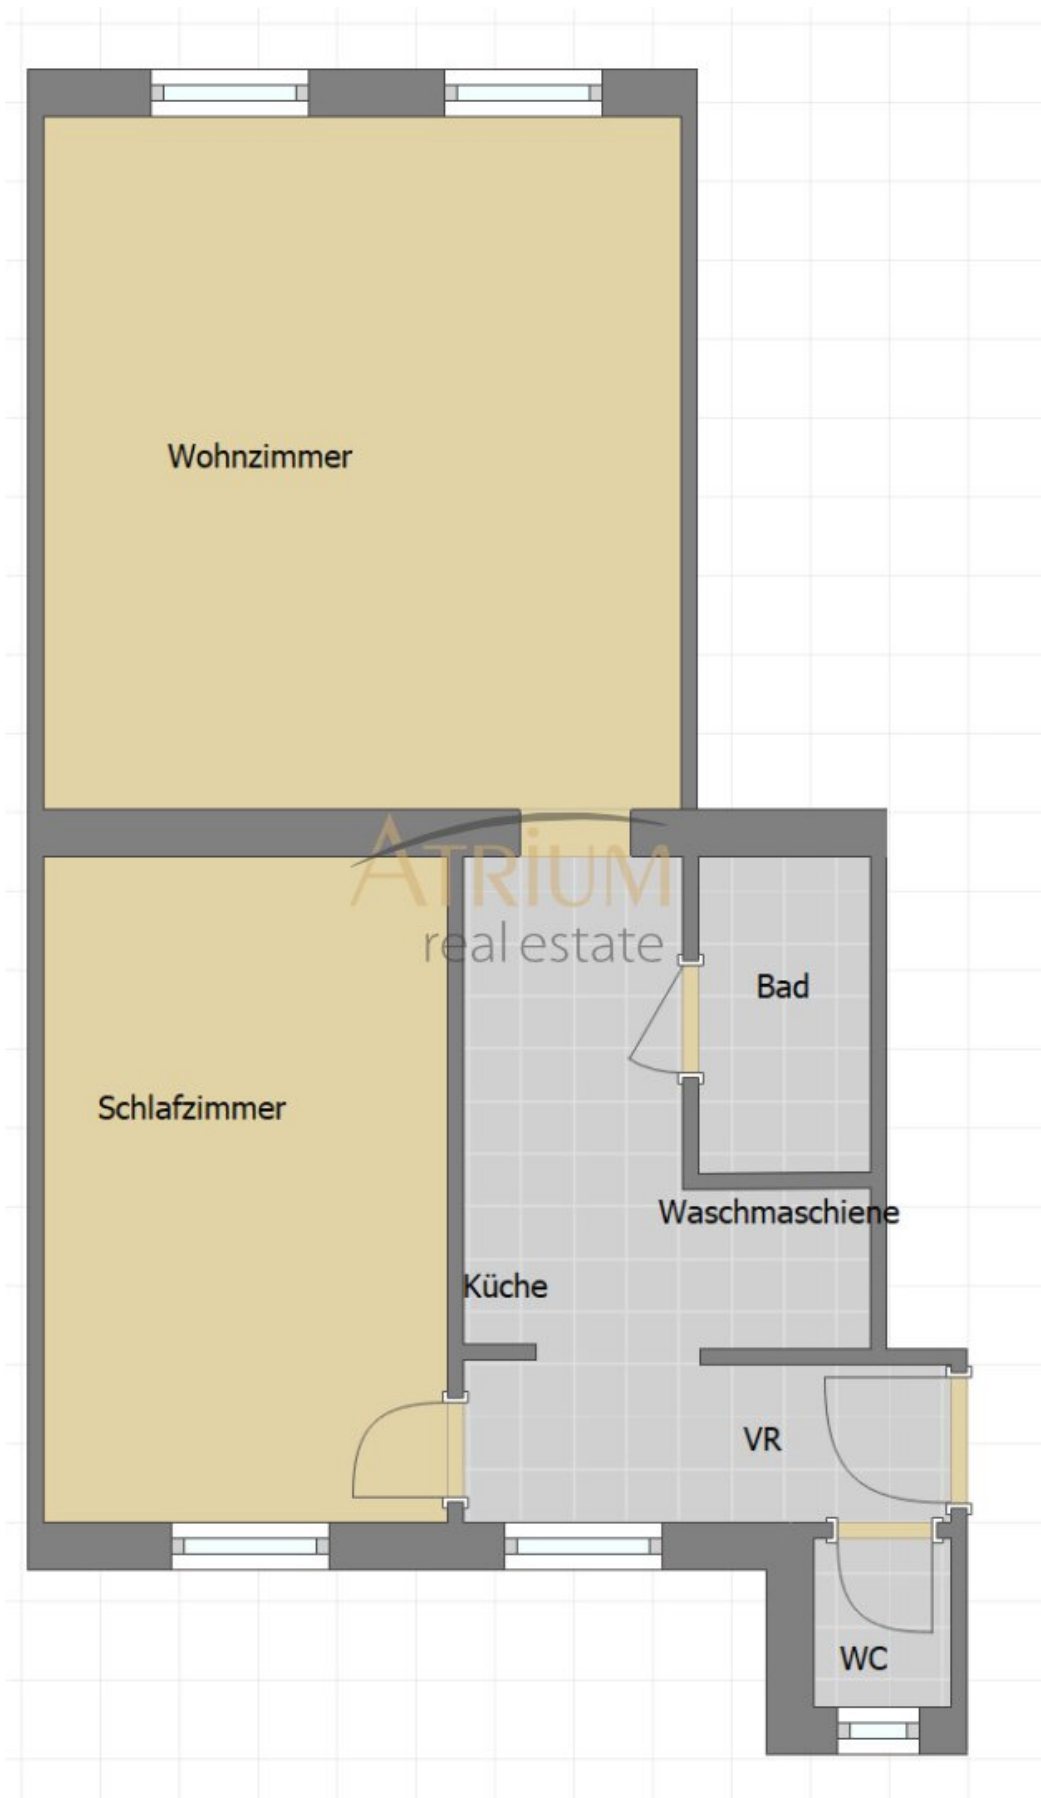 Wohnzimmer
ATRIUM
real estate
Bad
Schlafzimmer
Waschmaschiene
Küche
VR
WC